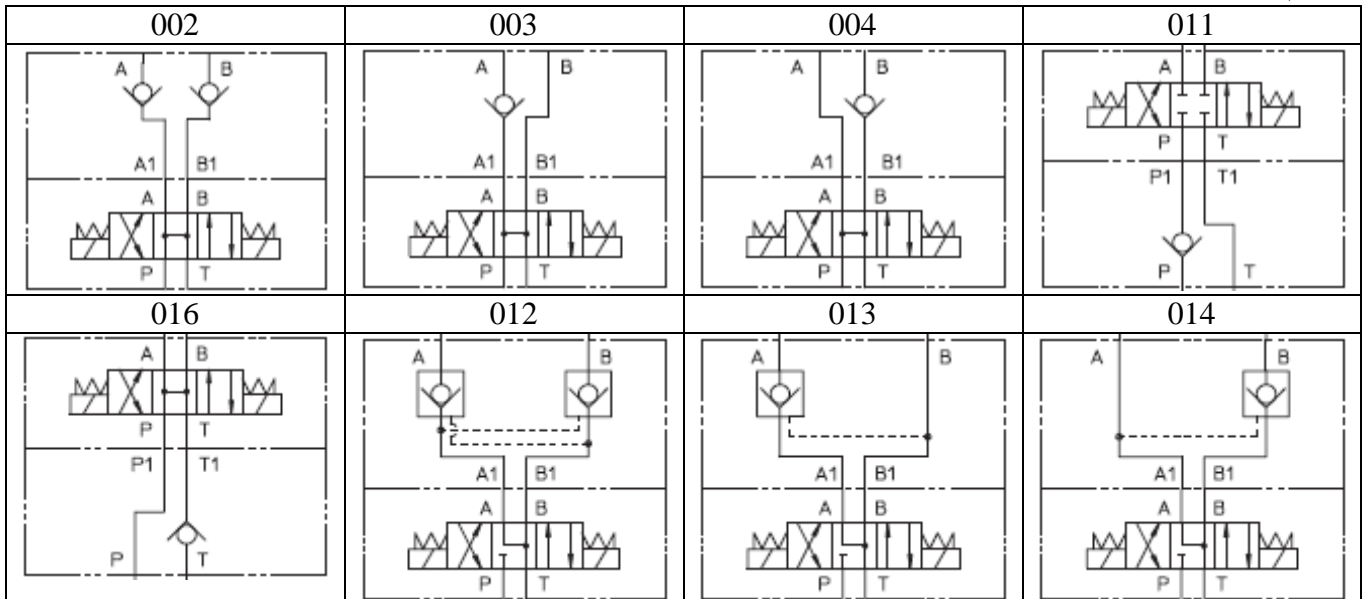 002 003 004 011
A B A B A B A B
P T
A1 B1 A1 B1 A1 B1 P1 T1
A B A B A B
P T P T P T P T
016 012 013 014
A B A B A B A B
P T
P1 T1 A1 B1 A1 B1 A1 B1
A B A B A B
P T P T P T P T